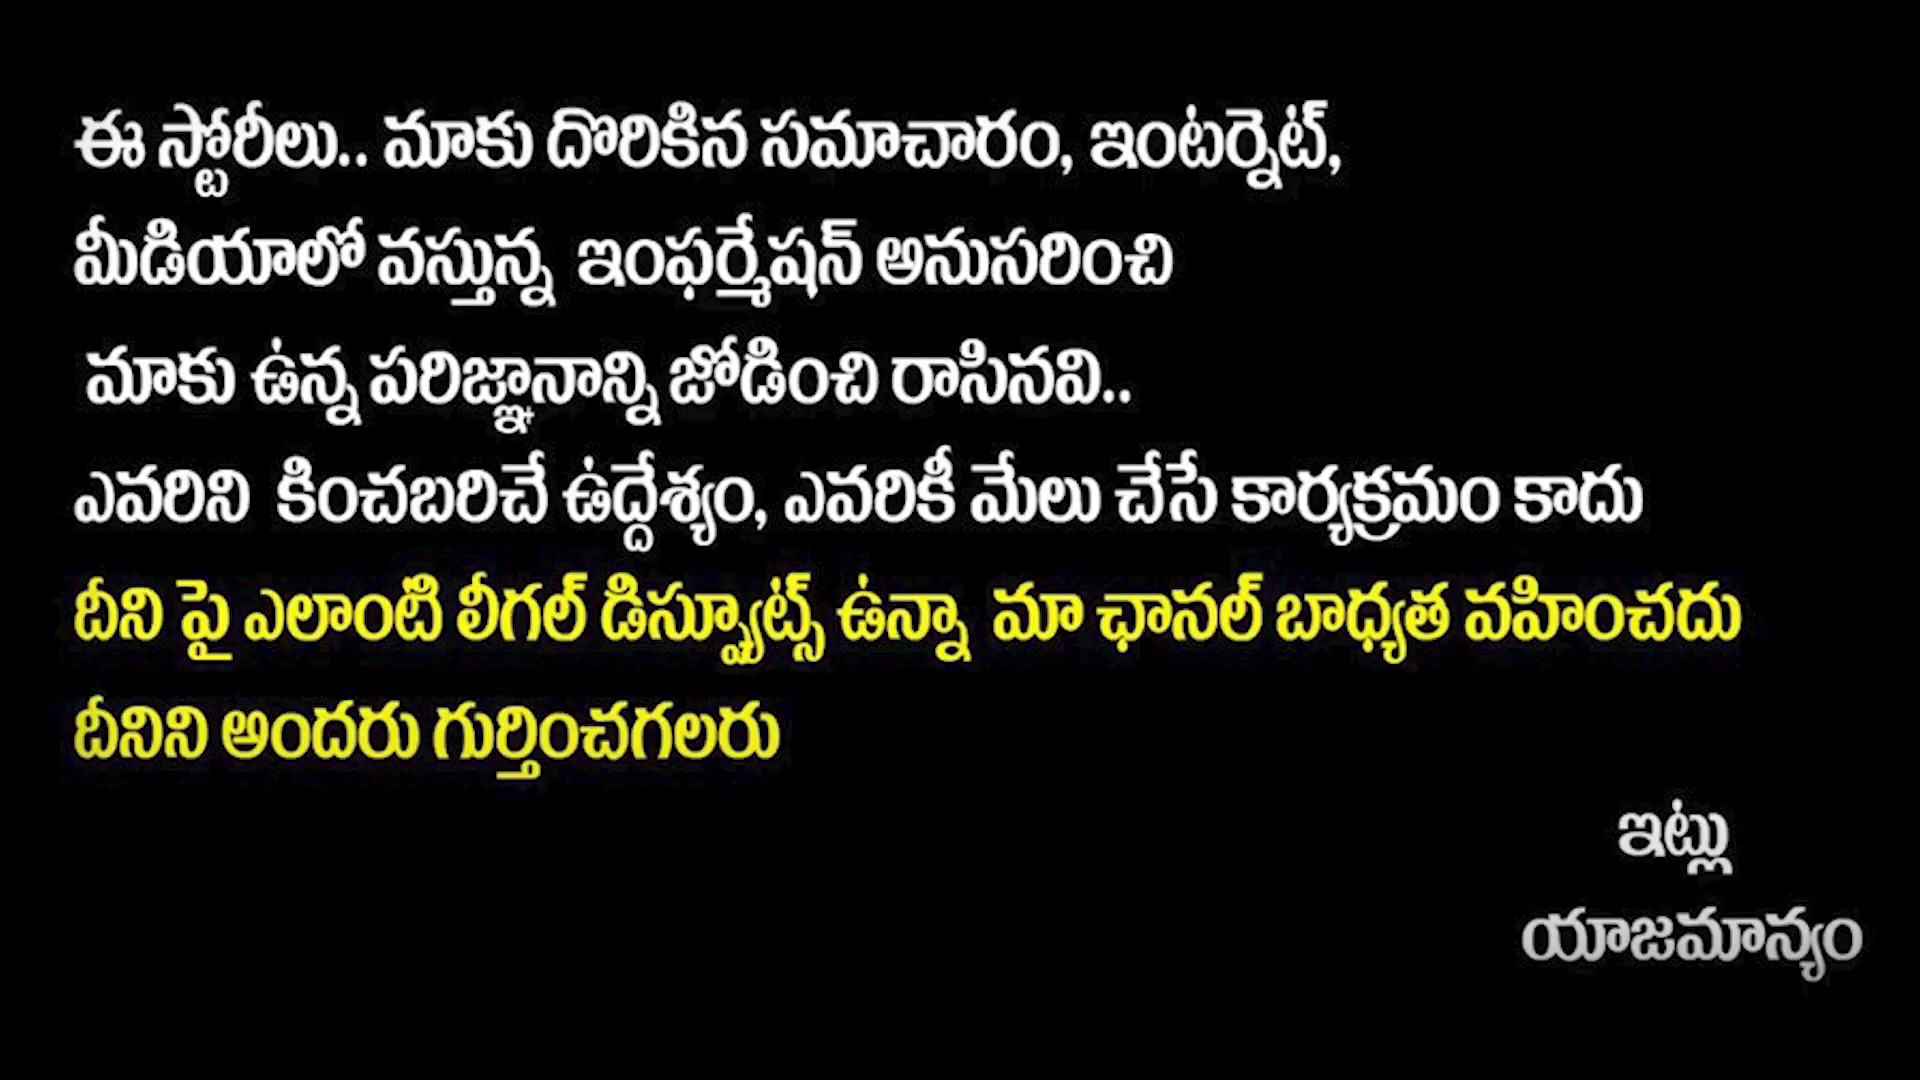 ఈ స్టోరీలు.. మాకు దొరికిన సమాచారం, ఇంటర్నెట్,
మీడియాలో వస్తున్న ఇంఫర్మేషన్ అనుసరించి
మాకు ఉన్న పరిజ్ఞానాన్ని జోడించి రాసినవి..
ఎవరిని కించబరిచే ఉద్దేశ్యం, ఎవరికీ మేలు చేసే కార్యక్రమం కాదు
దీని పై ఎలాంటి లీగల్ డిస్ప్యూట్స్ ఉన్నా మా ఛానల్ బాధ్యత వహించదు
దీనిని అందరు గుర్తించగలరు
ఇట్లు
యాజమాన్యం